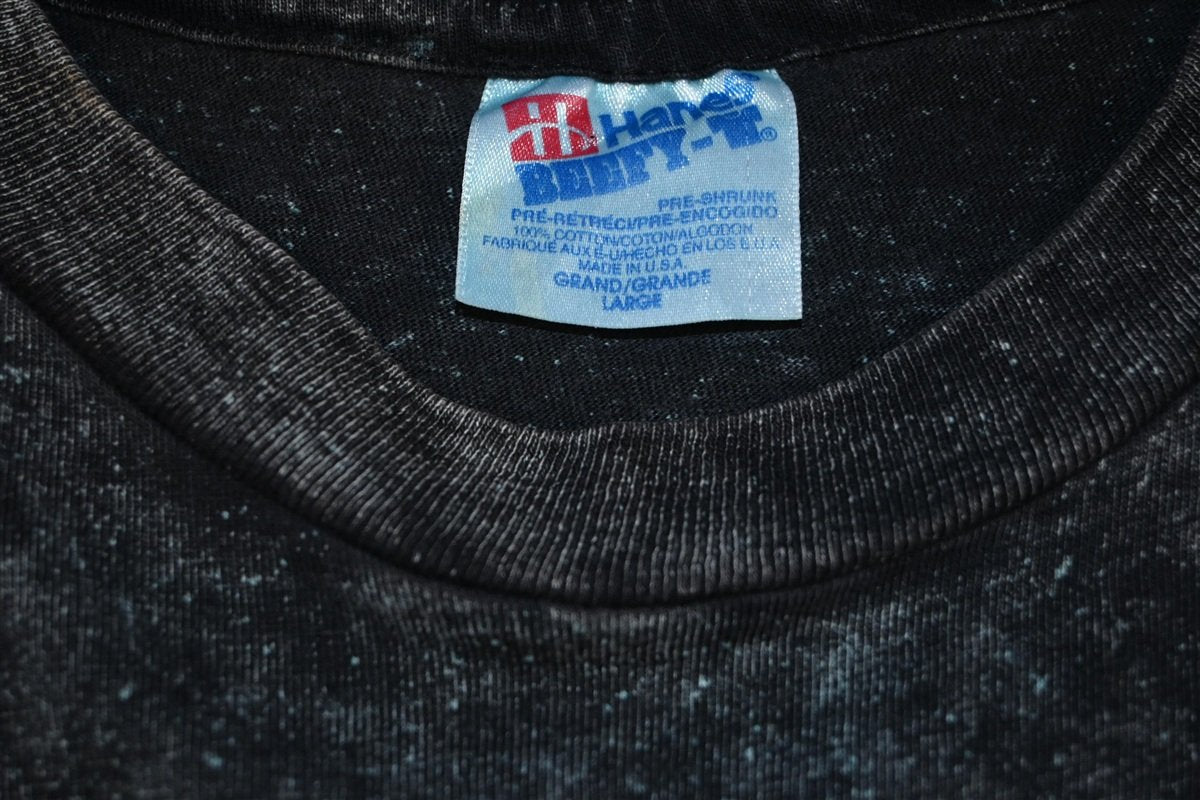 Hanes
BEEFY-T®
PRE-SHRUNK
PRÉ-RÉTRÉCI/PRE-ENCOGIDO
100% COTTON/COTON/ALGODON
FABRIQUÉ AUX É-U/HECHO EN LOS E.U.A.
MADE IN U.S.A.
GRAND/GRANDE
LARGE